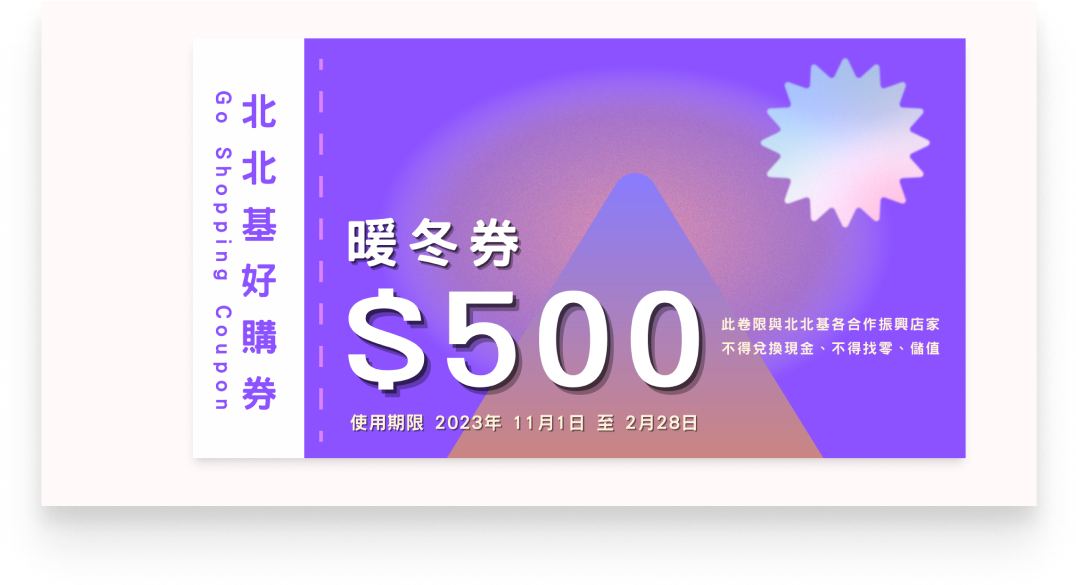 北北基好購券
Go Shopping Coupon
暖冬券
$500
此卷限與北北基各合作振興店家
不得兌換現金、不得找零、儲值
使用期限 2023年 11月1日 至 2月28日